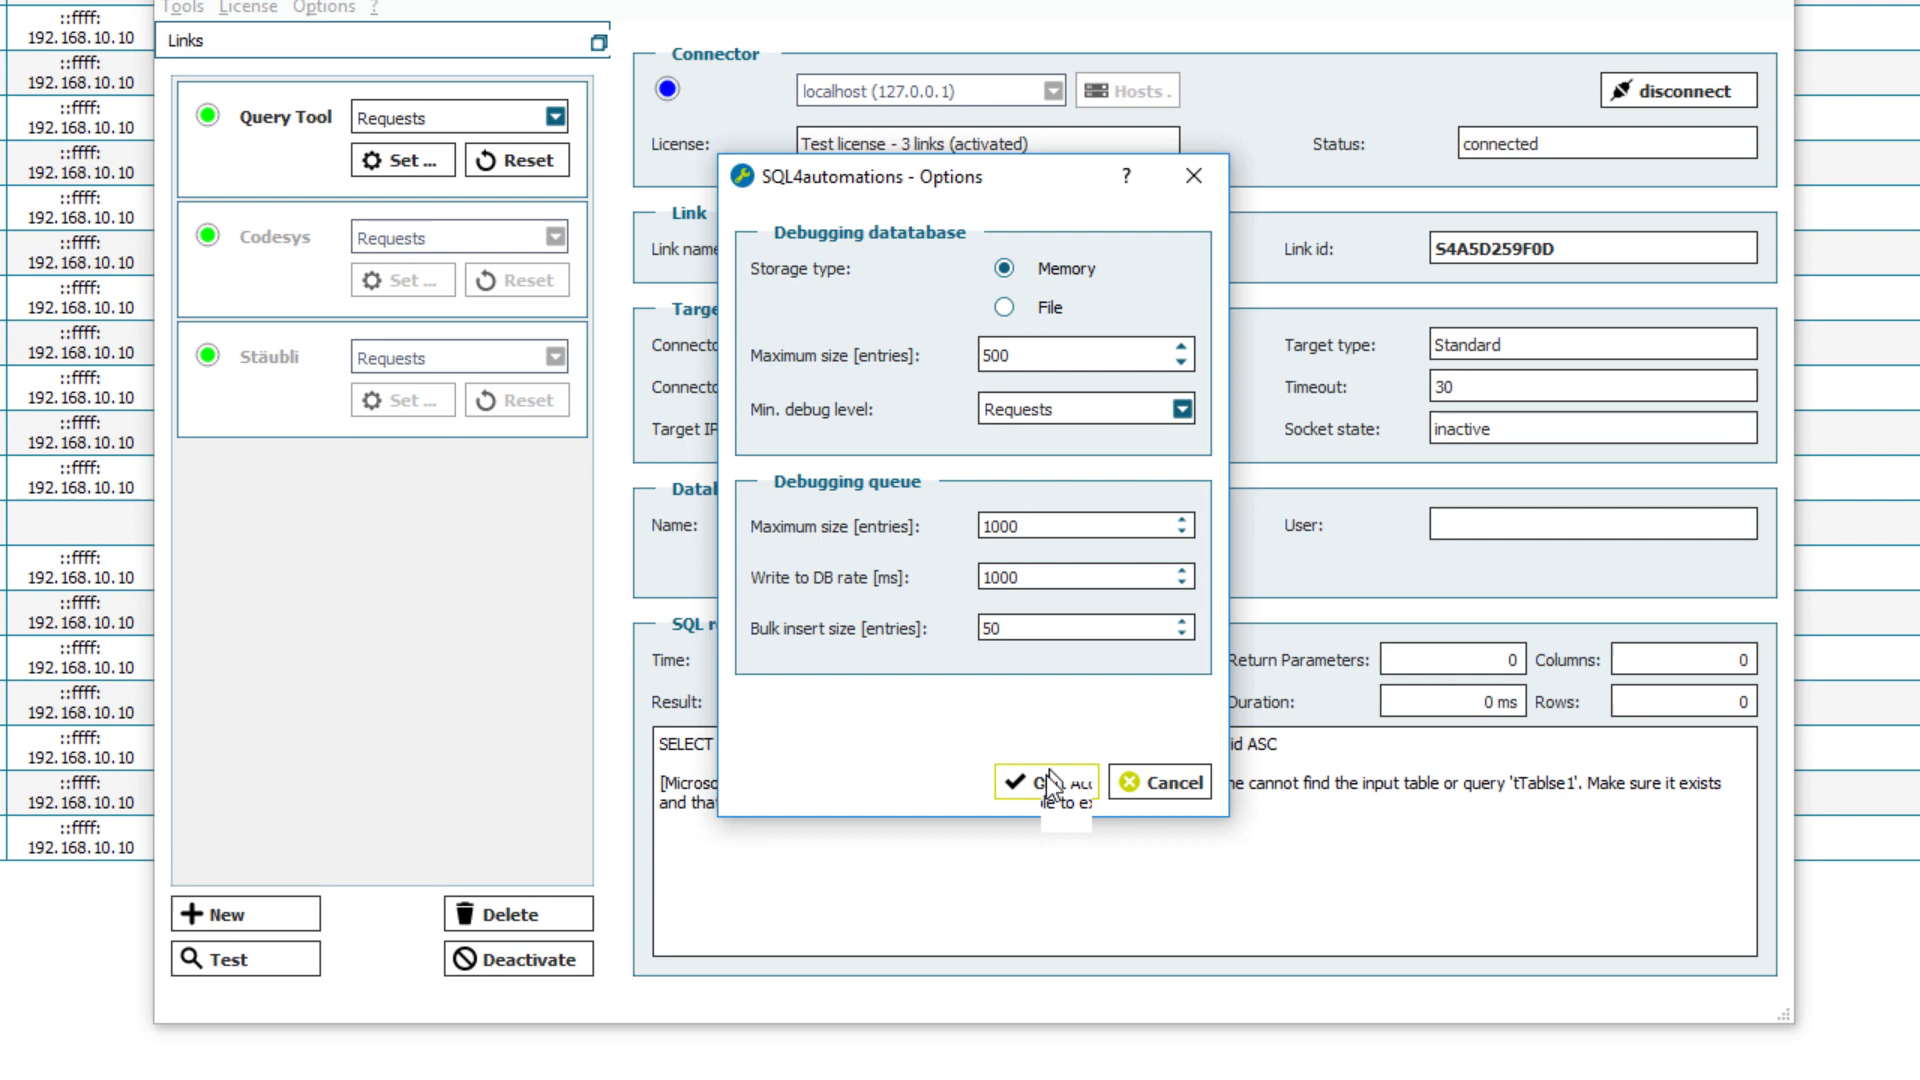 Tools License Options ?
Links
Query Tool
Requests
Set ...
Reset
Codesys
Requests
Set ...
Reset
Stäubli
Requests
Set ...
Reset
New
Delete
Test
Deactivate
Connector
localhost (127.0.0.1)
Hosts .
disconnect
License:
Test license - 3 links (activated)
Status:
connected
Link
Link name
Link id:
S4A5D259F0D
Targe
Connecto
Target type:
Standard
Connecto
Timeout:
30
Target IP
Socket state:
inactive
Datab
Name:
User:
SQL r
Time:
Return Parameters:
0
Columns:
0
Result:
Duration:
0 ms
Rows:
0
SELECT
id ASC
[Microso
ne cannot find the input table or query 'tTablse1'. Make sure it exists
and that
SQL4automations - Options
?
Debugging datatabase
Storage type:
Memory
File
Maximum size [entries]:
500
Min. debug level:
Requests
Debugging queue
Maximum size [entries]:
1000
Write to DB rate [ms]:
1000
Bulk insert size [entries]:
50
Cancel
::ffff:
192.168.10.10
::ffff:
192.168.10.10
::ffff:
192.168.10.10
::ffff:
192.168.10.10
::ffff:
192.168.10.10
::ffff:
192.168.10.10
::ffff:
192.168.10.10
::ffff:
192.168.10.10
::ffff:
192.168.10.10
::ffff:
192.168.10.10
::ffff:
192.168.10.10
::ffff:
192.168.10.10
::ffff:
192.168.10.10
::ffff:
192.168.10.10
::ffff:
192.168.10.10
::ffff:
192.168.10.10
::ffff:
192.168.10.10
::ffff:
192.168.10.10